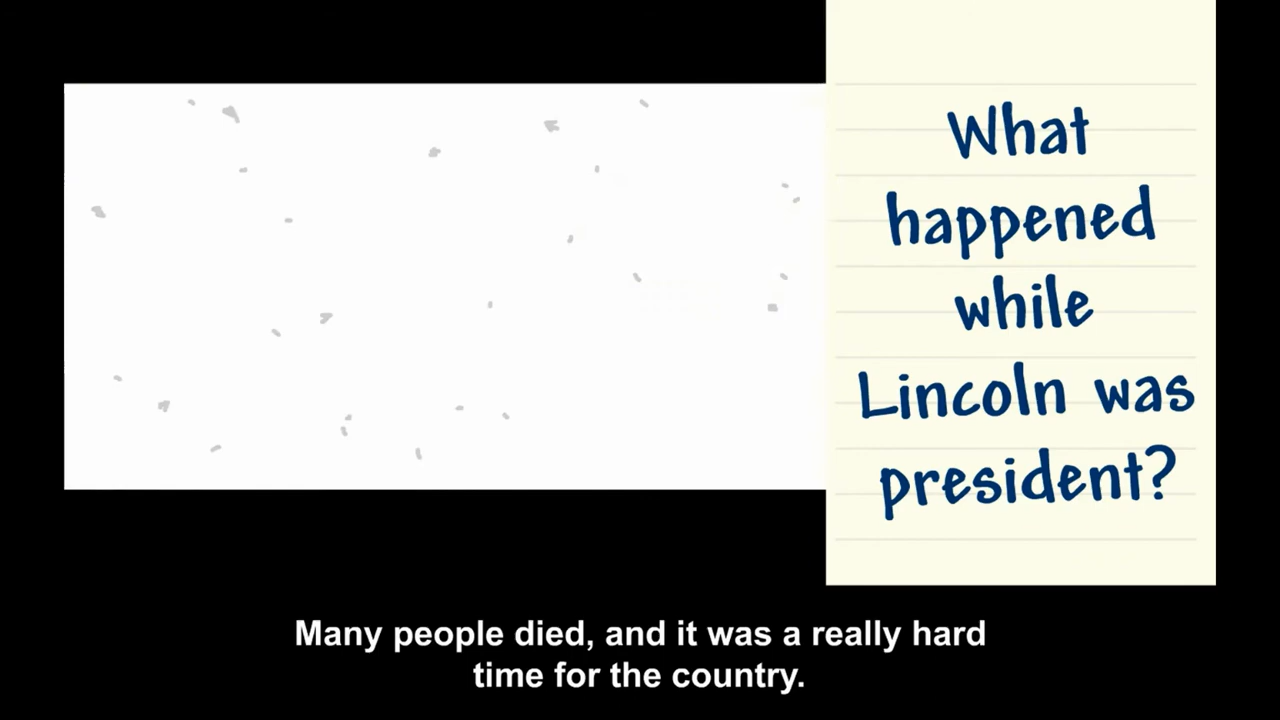 What
happened
while
Lincoln was
president?
Many people died, and it was a really hard
time for the country.